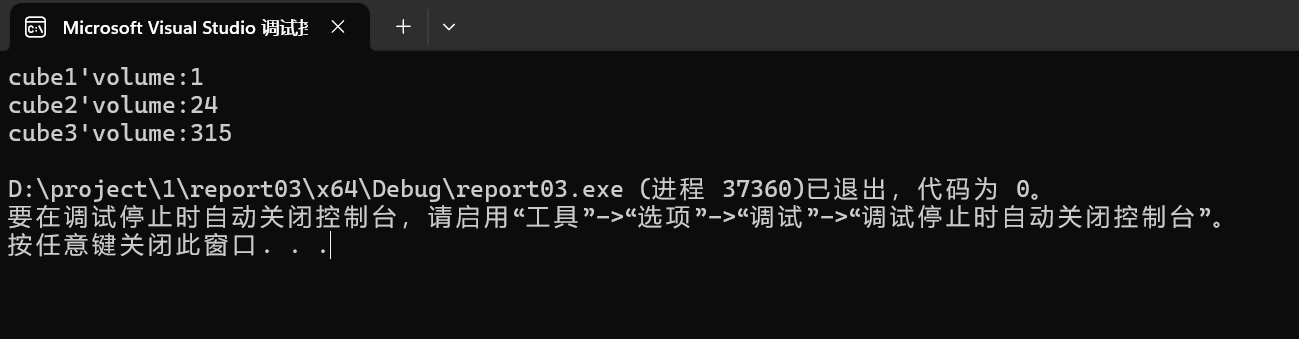 Microsoft Visual Studio 调试控
cube1'volume:1
cube2'volume:24
cube3'volume:315
D:\project\1\report03\x64\Debug\report03.exe (进程 37360)已退出，代码为 0。
要在调试停止时自动关闭控制台，请启用“工具”->“选项”->“调试”->“调试停止时自动关闭控制台”。
按任意键关闭此窗口. . .